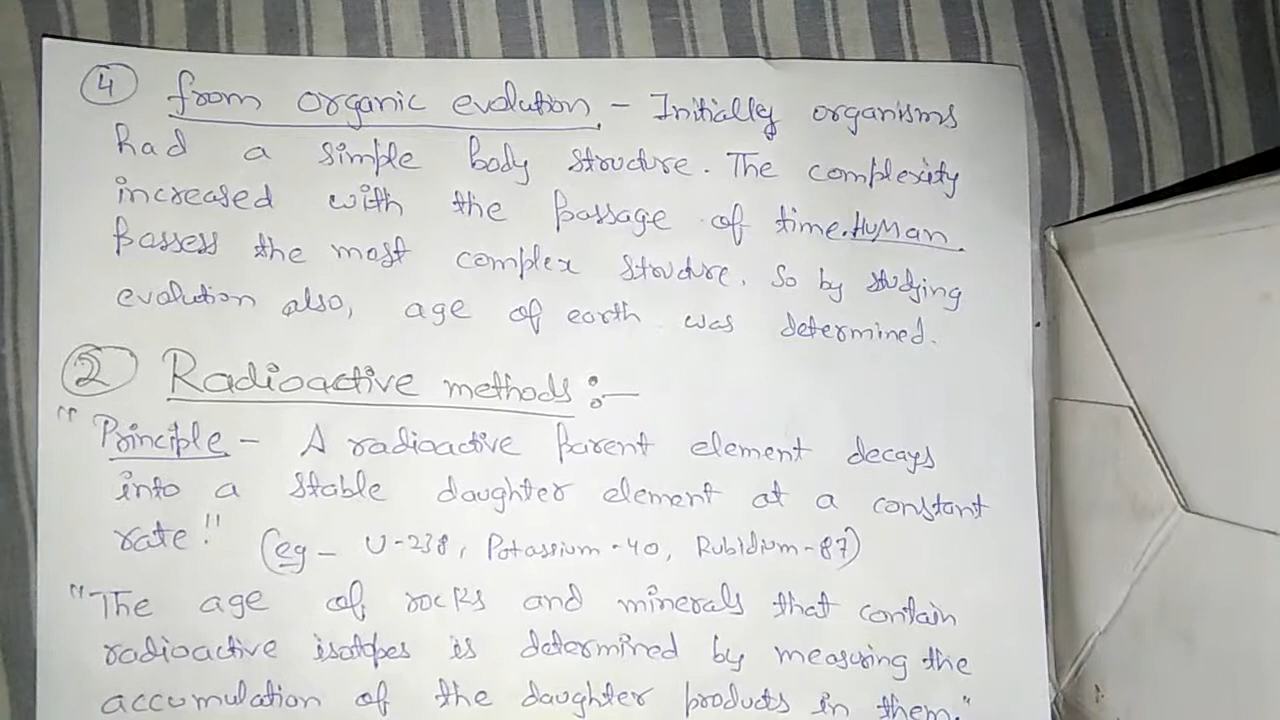 4 From organic evolution - Initially organisms
had a simple body structure. The complexity
increased with the passage of time. HuMan
Passess the most complex structure. So by studying
evolution also, age of earth was determined.
2 Radioactive methods :-
"Principle - A radioactive parent element decays
into a stable daughter element at a constant
rate!! (eg - U-238, Potassium-40, Rubidium-87)
"The age of rocks and minerals that contain
radioactive isotopes is determined by measuring the
accumulation of the daughter products in them."